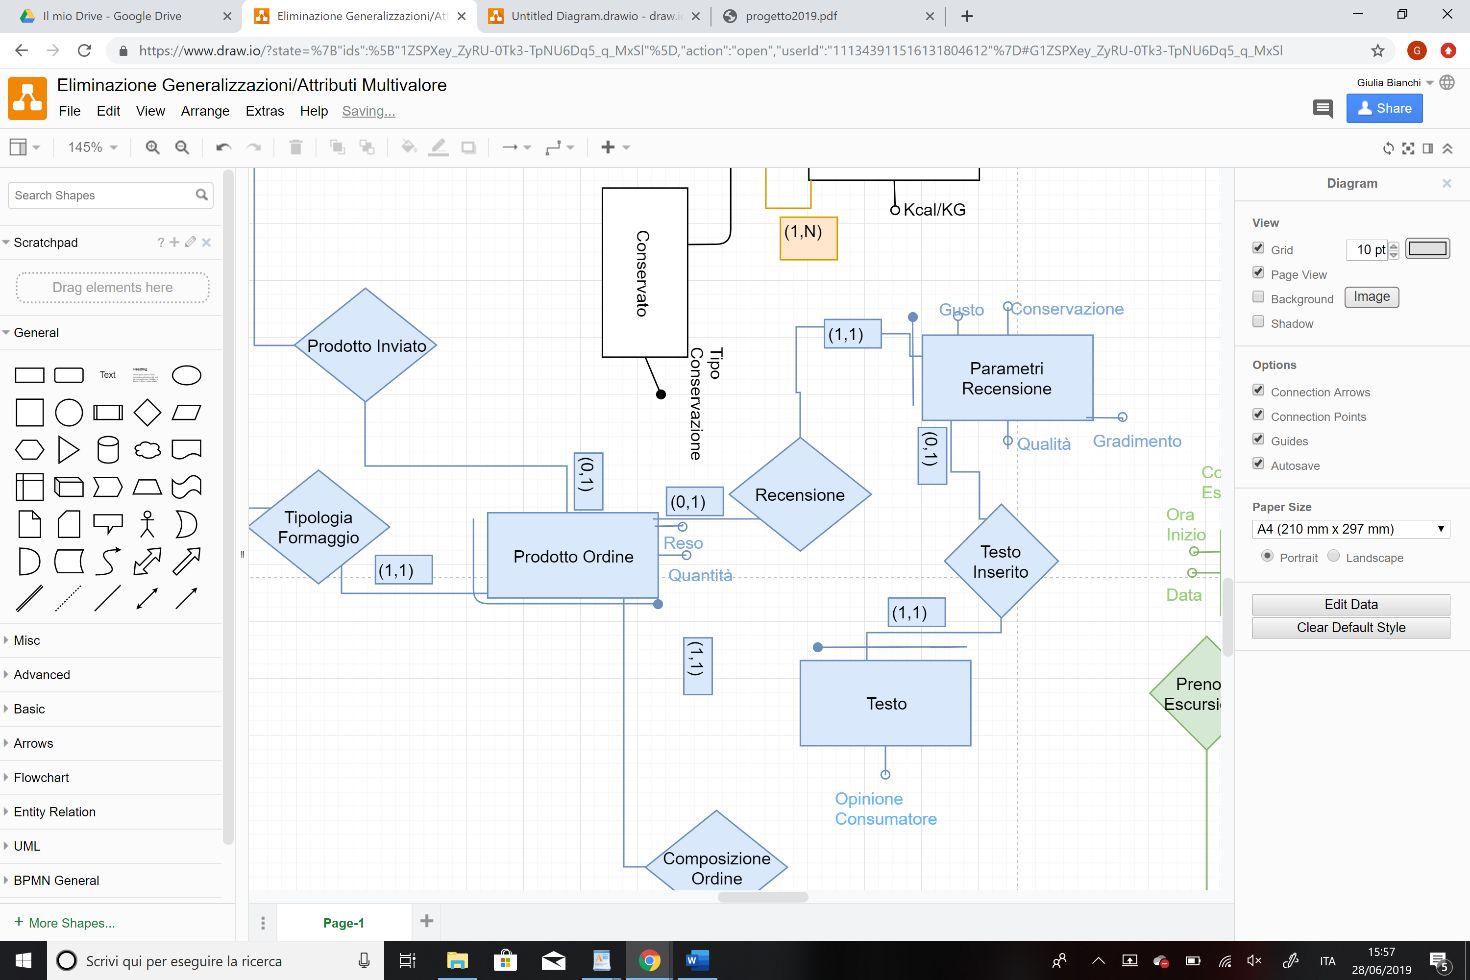 Il mio Drive - Google Drive
Eliminazione Generalizzazioni/Att
Untitled Diagram.drawio - draw.i
progetto2019.pdf
https://www.draw.io/?state=%7B"ids":%5B"1ZSPXey_ZyRU-0Tk3-TpNU6Dq5_q_MxSl"%5D,"action":"open","userId":"111343911516131804612"%7D#G1ZSPXey_ZyRU-0Tk3-TpNU6Dq5_q_MxSl
G
Eliminazione Generalizzazioni/Attributi Multivalore
Giulia Bianchi
File Edit View Arrange Extras Help Saving...
Share
145%
Search Shapes
Scratchpad
?
Drag elements here
General
Text
Heading
Misc
Advanced
Basic
Arrows
Flowchart
Entity Relation
UML
BPMN General
+ More Shapes...
Kcal/KG
(1,N)
Conservato
Tipo
Conservazione
Prodotto Inviato
(1,1)
Gusto
Conservazione
Parametri
Recensione
Qualità
Gradimento
(0,1)
(0,1)
(0,1)
Recensione
Tipologia
Formaggio
(1,1)
Prodotto Ordine
Reso
Quantità
Testo
Inserito
(1,1)
(1,1)
Testo
Opinione
Consumatore
Composizione
Ordine
Co
Es
Ora
Inizio
Data
Preno
Escursi
Page-1
Diagram
View
Grid
10 pt
Page View
Background
Image
Shadow
Options
Connection Arrows
Connection Points
Guides
Autosave
Paper Size
A4 (210 mm x 297 mm)
Portrait
Landscape
Edit Data
Clear Default Style
Scrivi qui per eseguire la ricerca
W
ITA
15:57
28/06/2019
5